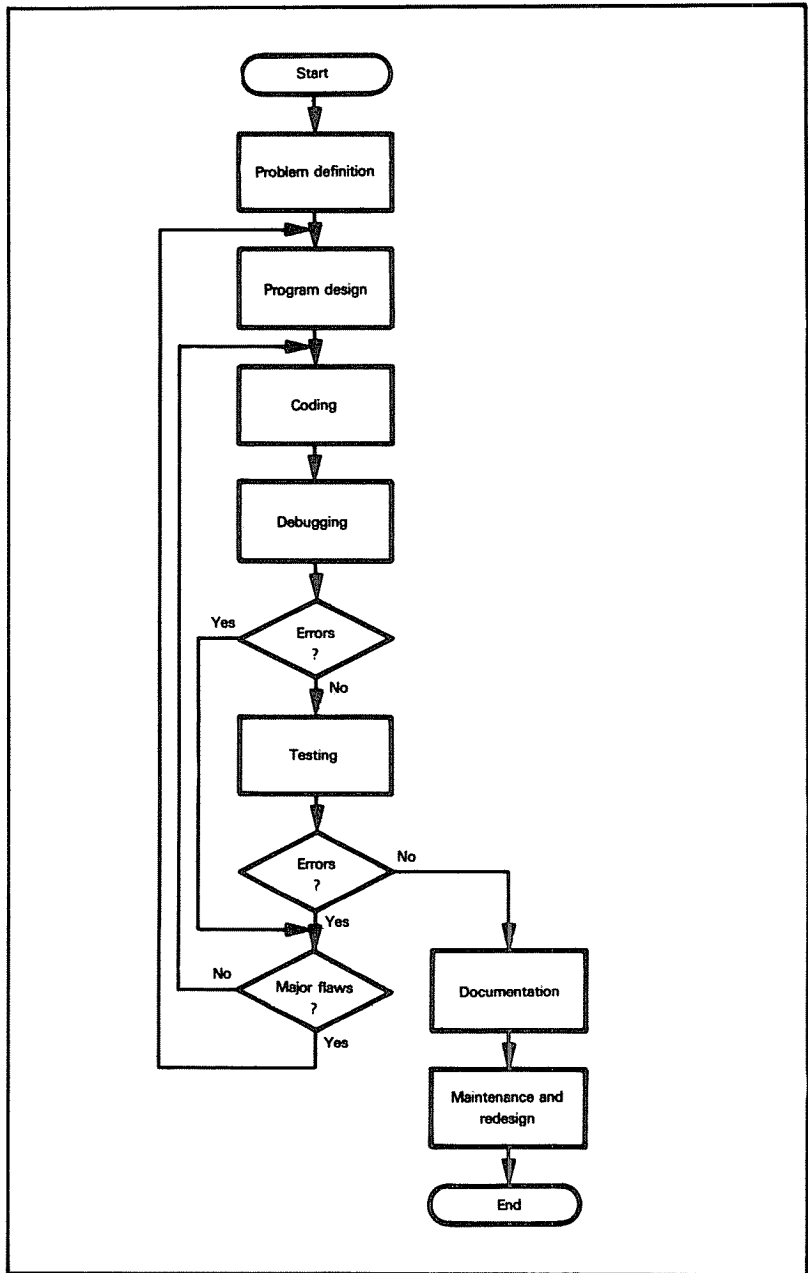 Start
Problem definition
Program design
Coding
Debugging
Yes
Errors
?
No
Testing
Errors
?
No
Yes
No
Major flaws
?
Yes
Documentation
Maintenance and
redesign
End